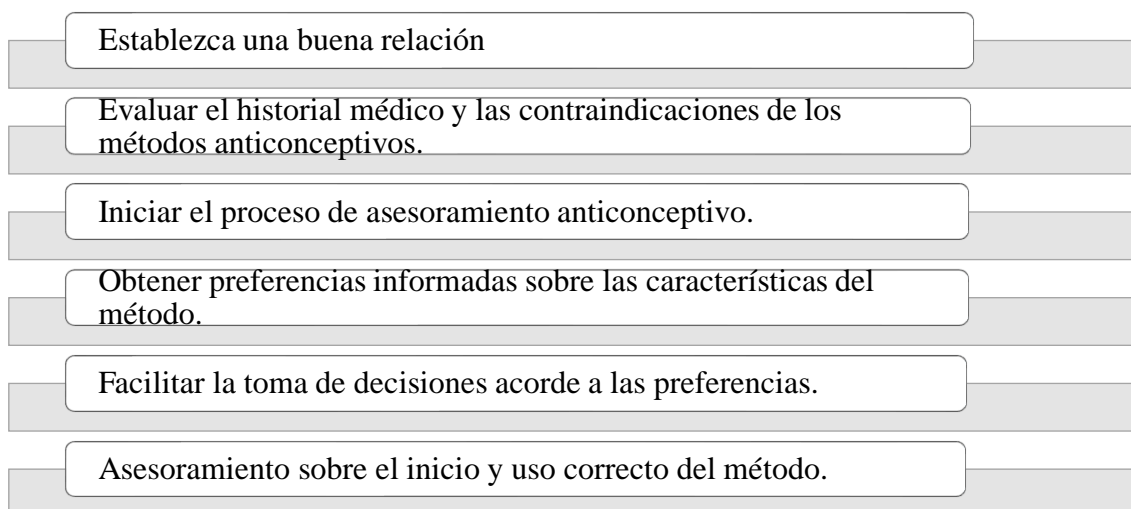 Establezca una buena relación
Evaluar el historial médico y las contraindicaciones de los
métodos anticonceptivos.
Iniciar el proceso de asesoramiento anticonceptivo.
Obtener preferencias informadas sobre las características del
método.
Facilitar la toma de decisiones acorde a las preferencias.
Asesoramiento sobre el inicio y uso correcto del método.